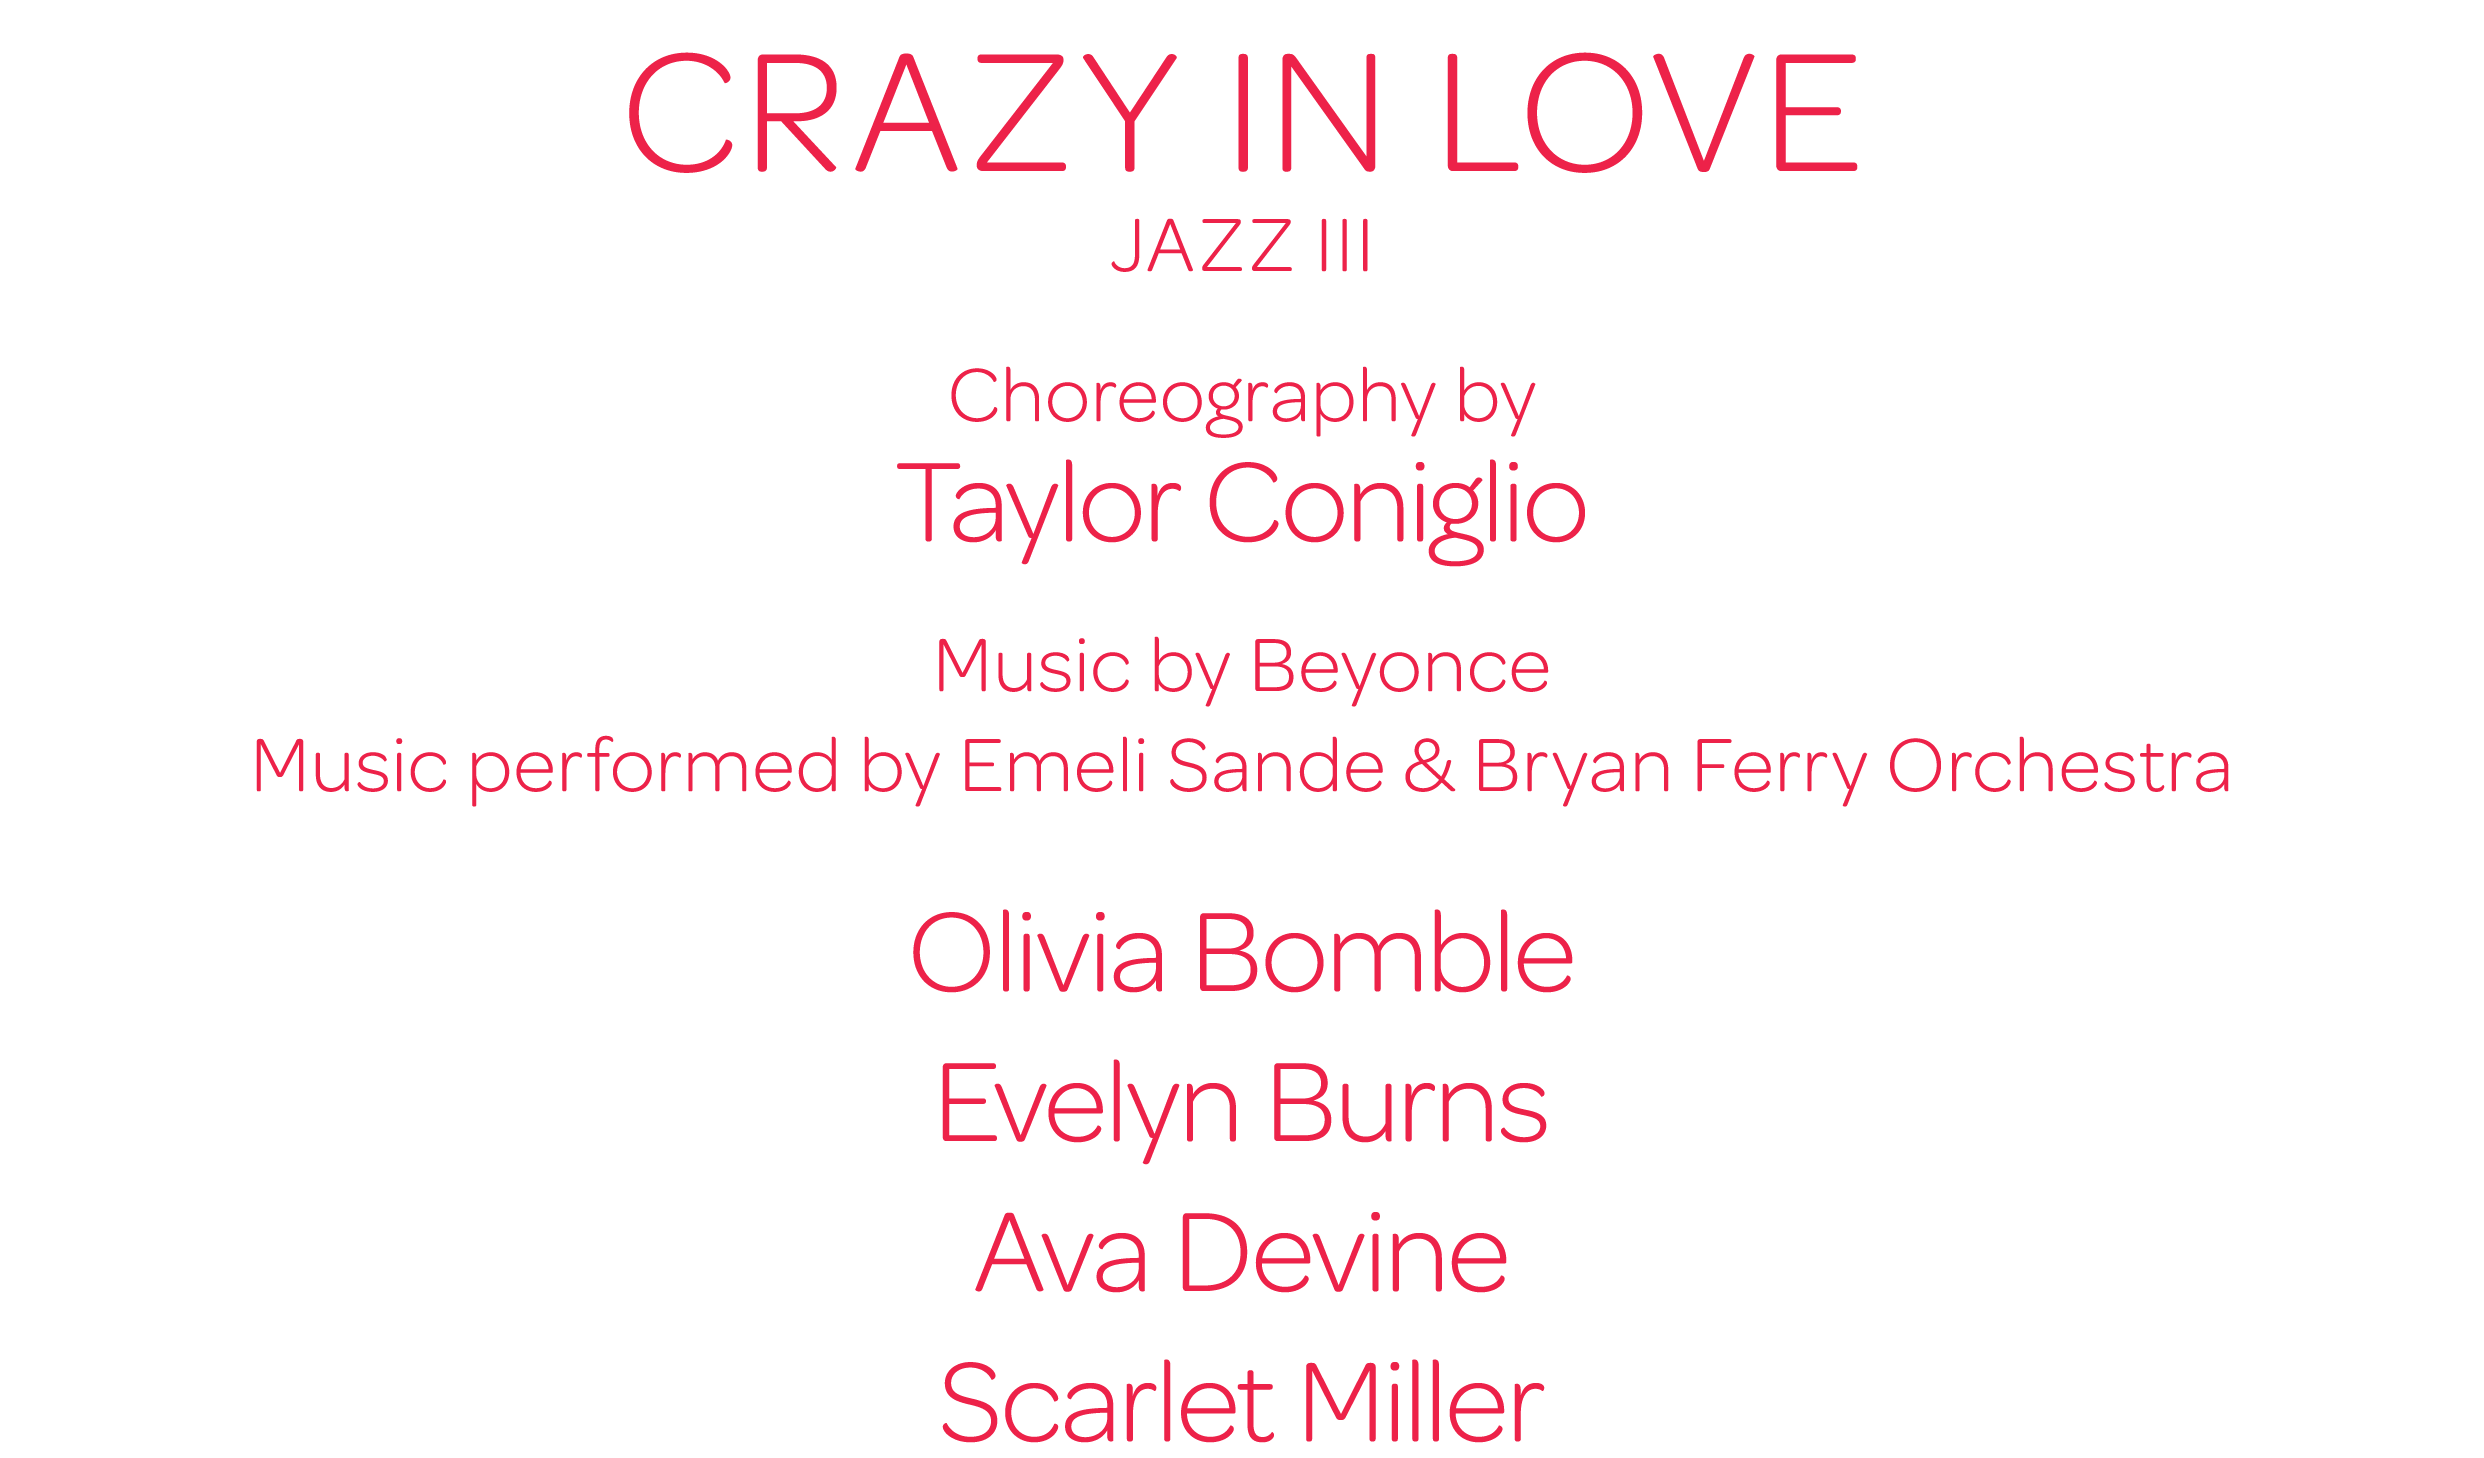 CRAZY IN LOVE
JAZZ III
Choreography by
Taylor Coniglio
Music by Beyonce
Music performed by Emeli Sande & Bryan Ferry Orchestra
Olivia Bomble
Evelyn Burns
Ava Devine
Scarlet Miller